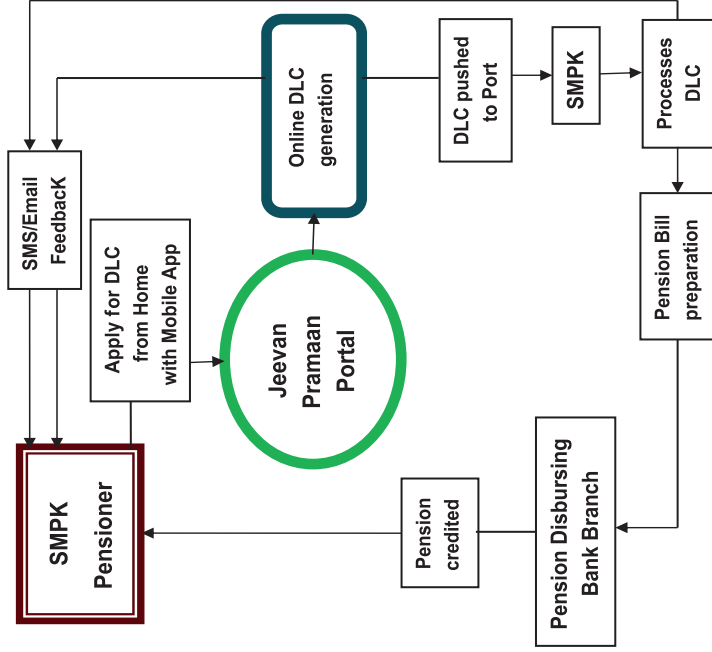 SMPK
Pensioner
Apply for DLC
from Home
with Mobile App
SMS/Email
FeedbacK
Jeevan
Pramaan
Portal
Online DLC
generation
DLC pushed
to Port
SMPK
Processes
DLC
Pension Bill
preparation
Pension Disbursing
Bank Branch
Pension
credited